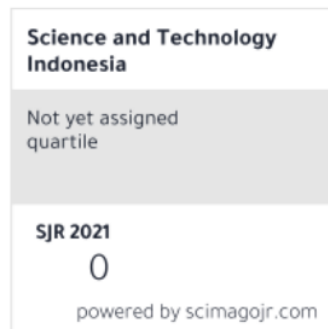 Science and Technology
Indonesia
Not yet assigned
quartile
SJR 2021
0
powered by scimagojr.com